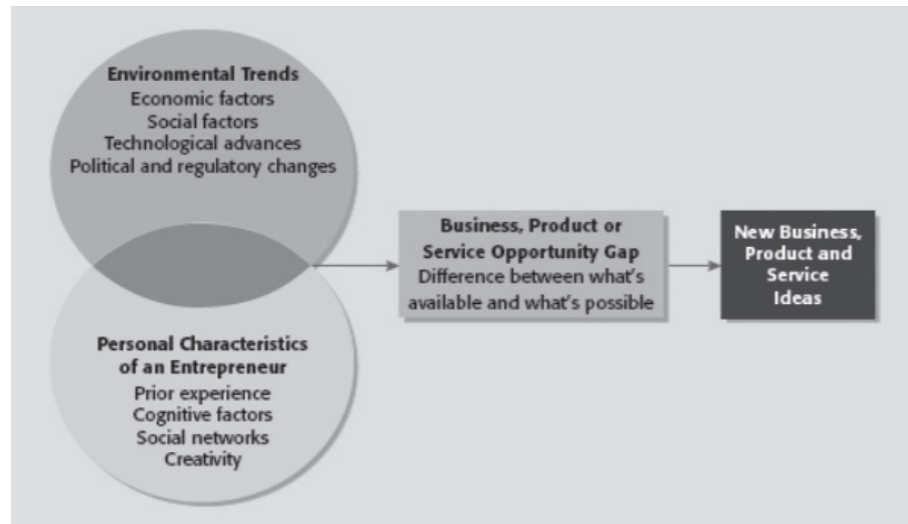 Environmental Trends
Economic factors
Social factors
Technological advances
Political and regulatory changes
Business, Product or
Service Opportunity Gap
Difference between what's
available and what's possible
New Business,
Product and
Service
Ideas
Personal Characteristics
of an Entrepreneur
Prior experience
Cognitive factors
Social networks
Creativity